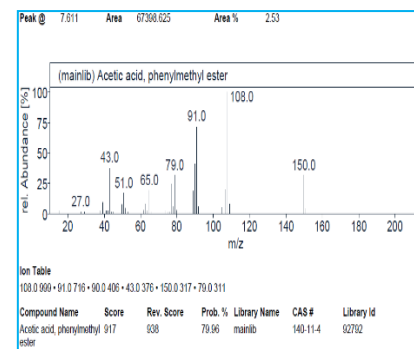 Peak @ 7.611 Area 67398.625 Area % 2.53
(mainlib) Acetic acid, phenylmethyl ester
rel. Abundance [%]
100
75
50
25
0
108.0
91.0
43.0
79.0
150.0
65.0
51.0
27.0
20 40 60 80 100 120 140 160 180 200
m/z
Ion Table
108.0 999 • 91.0 716 • 90.0 406 • 43.0 376 • 150.0 317 • 79.0 311
Compound Name Score Rev. Score Prob. % Library Name CAS # Library Id
Acetic acid, phenylmethyl 917 938 79.96 mainlib 140-11-4 92792
ester